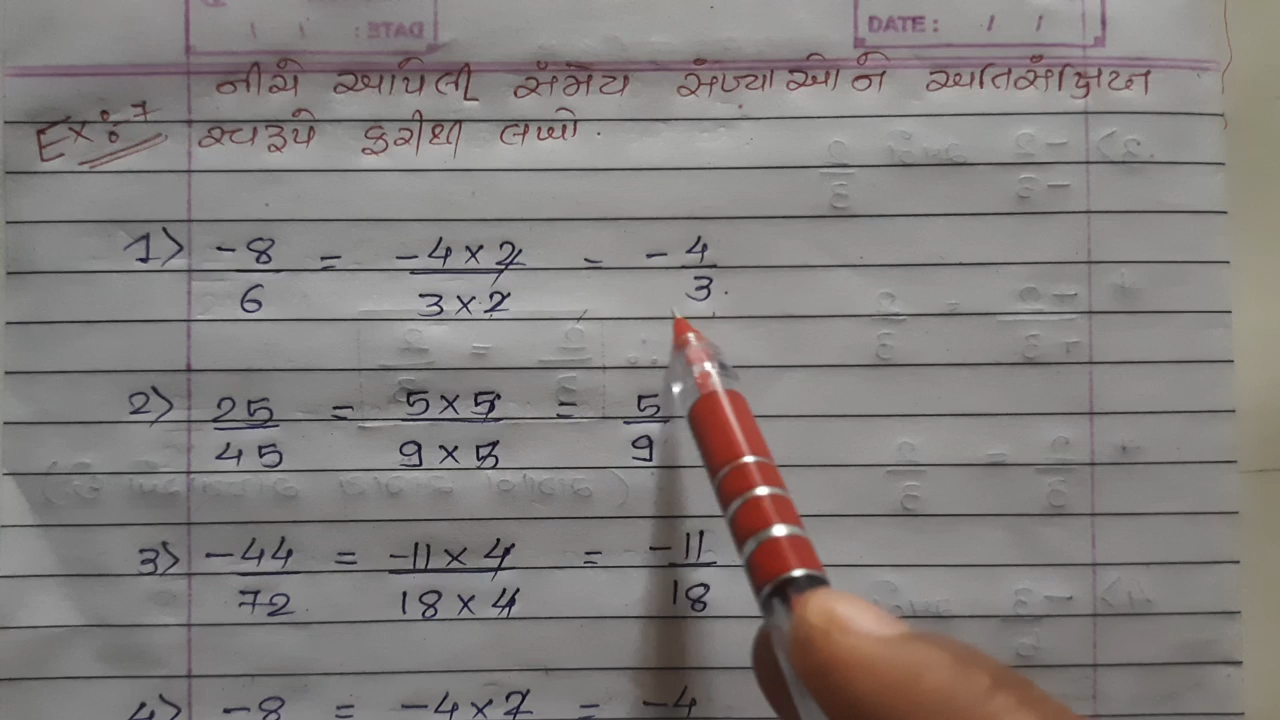 DATE: / /
નીચે આપેલી સંમેય સંખ્યાઓને અતિસંક્ષિપ્ત
Ex: 7 સ્વરૂપે ફરીથી લખો.
1) -8/6 = -4 × 2/3 × 2 = -4/3.
2) 25/45 = 5 × 5/9 × 5 = 5/9
3) -44/72 = -11 × 4/18 × 4 = -11/18
4) -8 = -4 × 2 = -4